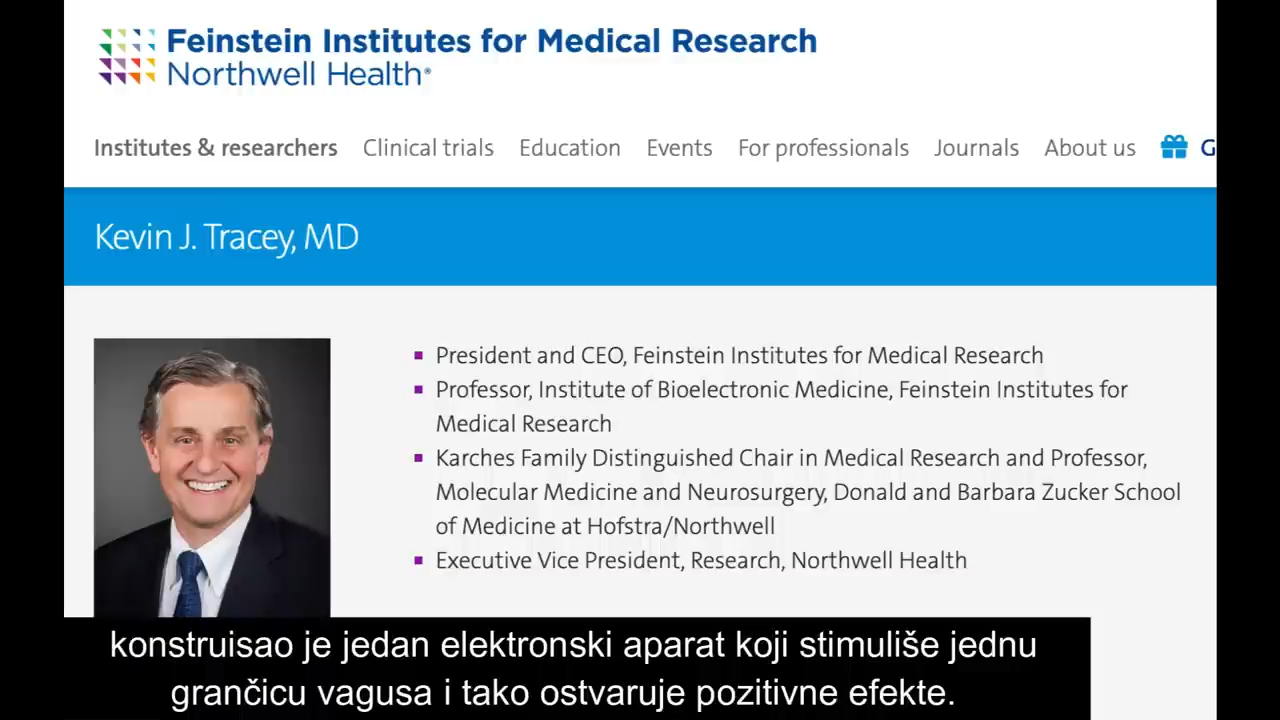 Feinstein Institutes for Medical Research
Northwell Health®
Institutes & researchers Clinical trials Education Events For professionals Journals About us G
Kevin J. Tracey, MD
President and CEO, Feinstein Institutes for Medical Research
Professor, Institute of Bioelectronic Medicine, Feinstein Institutes for
Medical Research
Karches Family Distinguished Chair in Medical Research and Professor,
Molecular Medicine and Neurosurgery, Donald and Barbara Zucker School
of Medicine at Hofstra/Northwell
Executive Vice President, Research, Northwell Health
konstruisao je jedan elektronski aparat koji stimuliše jednu
grančicu vagusa i tako ostvaruje pozitivne efekte.